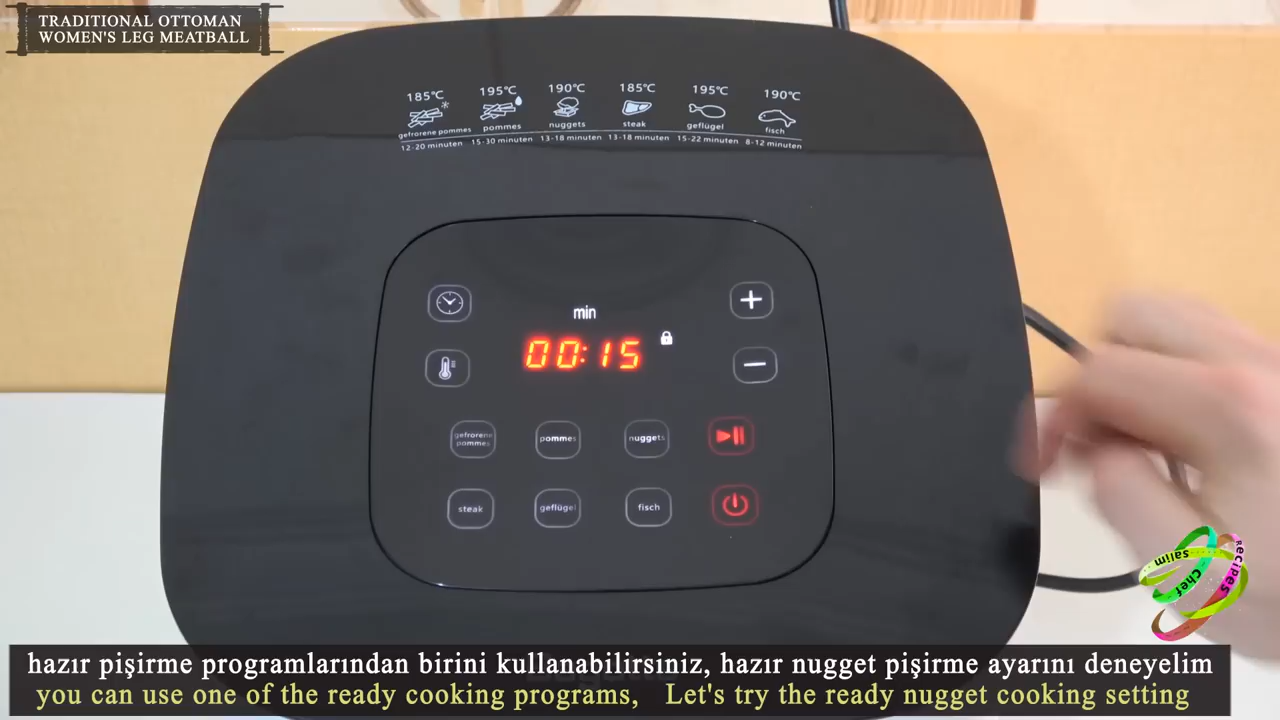 TRADITIONAL OTTOMAN
WOMEN'S LEG MEATBALL
185°C 195°C 190°C 185°C 195°C 190°C
gefrorene pommes pommes nuggets steak geflügel fisch
12-20 minuten 15-30 minuten 13-18 minuten 13-18 minuten 15-22 minuten 8-12 minuten
min
00:15
gefrorene pommes
pommes
nuggets
steak
geflügel
fisch
salim Chef Recipes
hazır pişirme programlarından birini kullanabilirsiniz, hazır nugget pişirme ayarını deneyelim
you can use one of the ready cooking programs, Let's try the ready nugget cooking setting